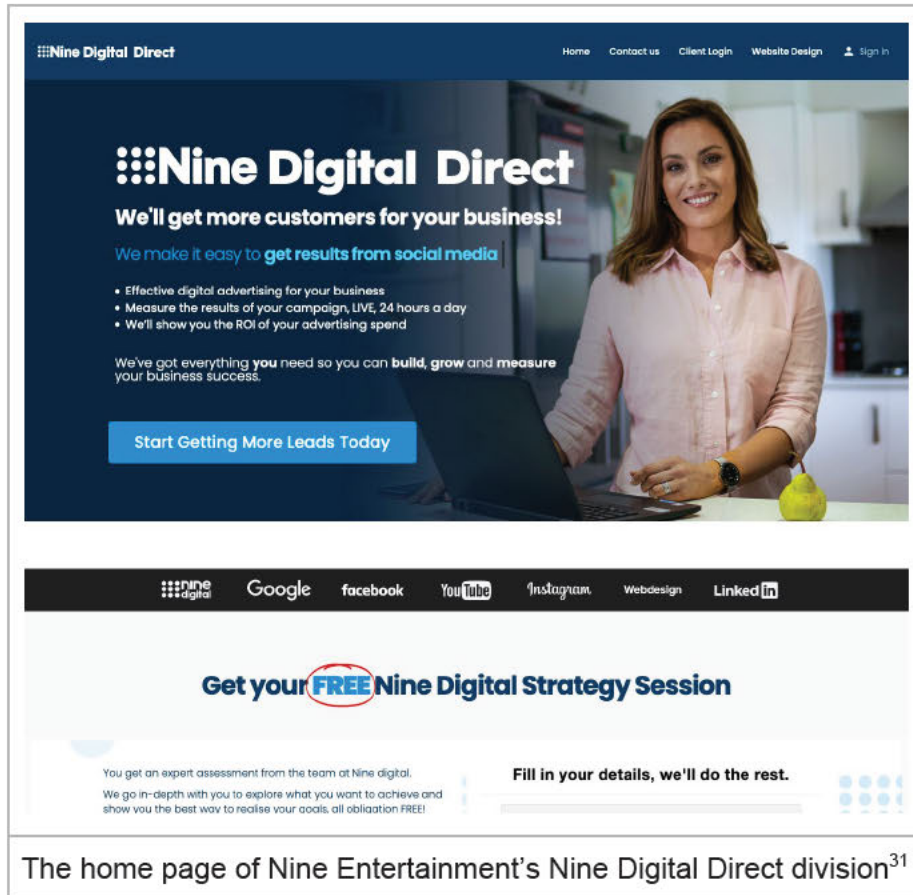 Nine Digital Direct
Home Contact us Client Login Website Design Sign In
Nine Digital Direct
We'll get more customers for your business!
We make it easy to get results from social media
• Effective digital advertising for your business
• Measure the results of your campaign, LIVE, 24 hours a day
• We'll show you the ROI of your advertising spend
We've got everything you need so you can build, grow and measure
your business success.
Start Getting More Leads Today
nine
digital
Google facebook YouTube Instagram Webdesign Linked in
Get your FREE Nine Digital Strategy Session
You get an expert assessment from the team at Nine digital.
We go in-depth with you to explore what you want to achieve and
show you the best way to realise your goals, all obligation FREE!
Fill in your details, we'll do the rest.
The home page of Nine Entertainment's Nine Digital Direct division31